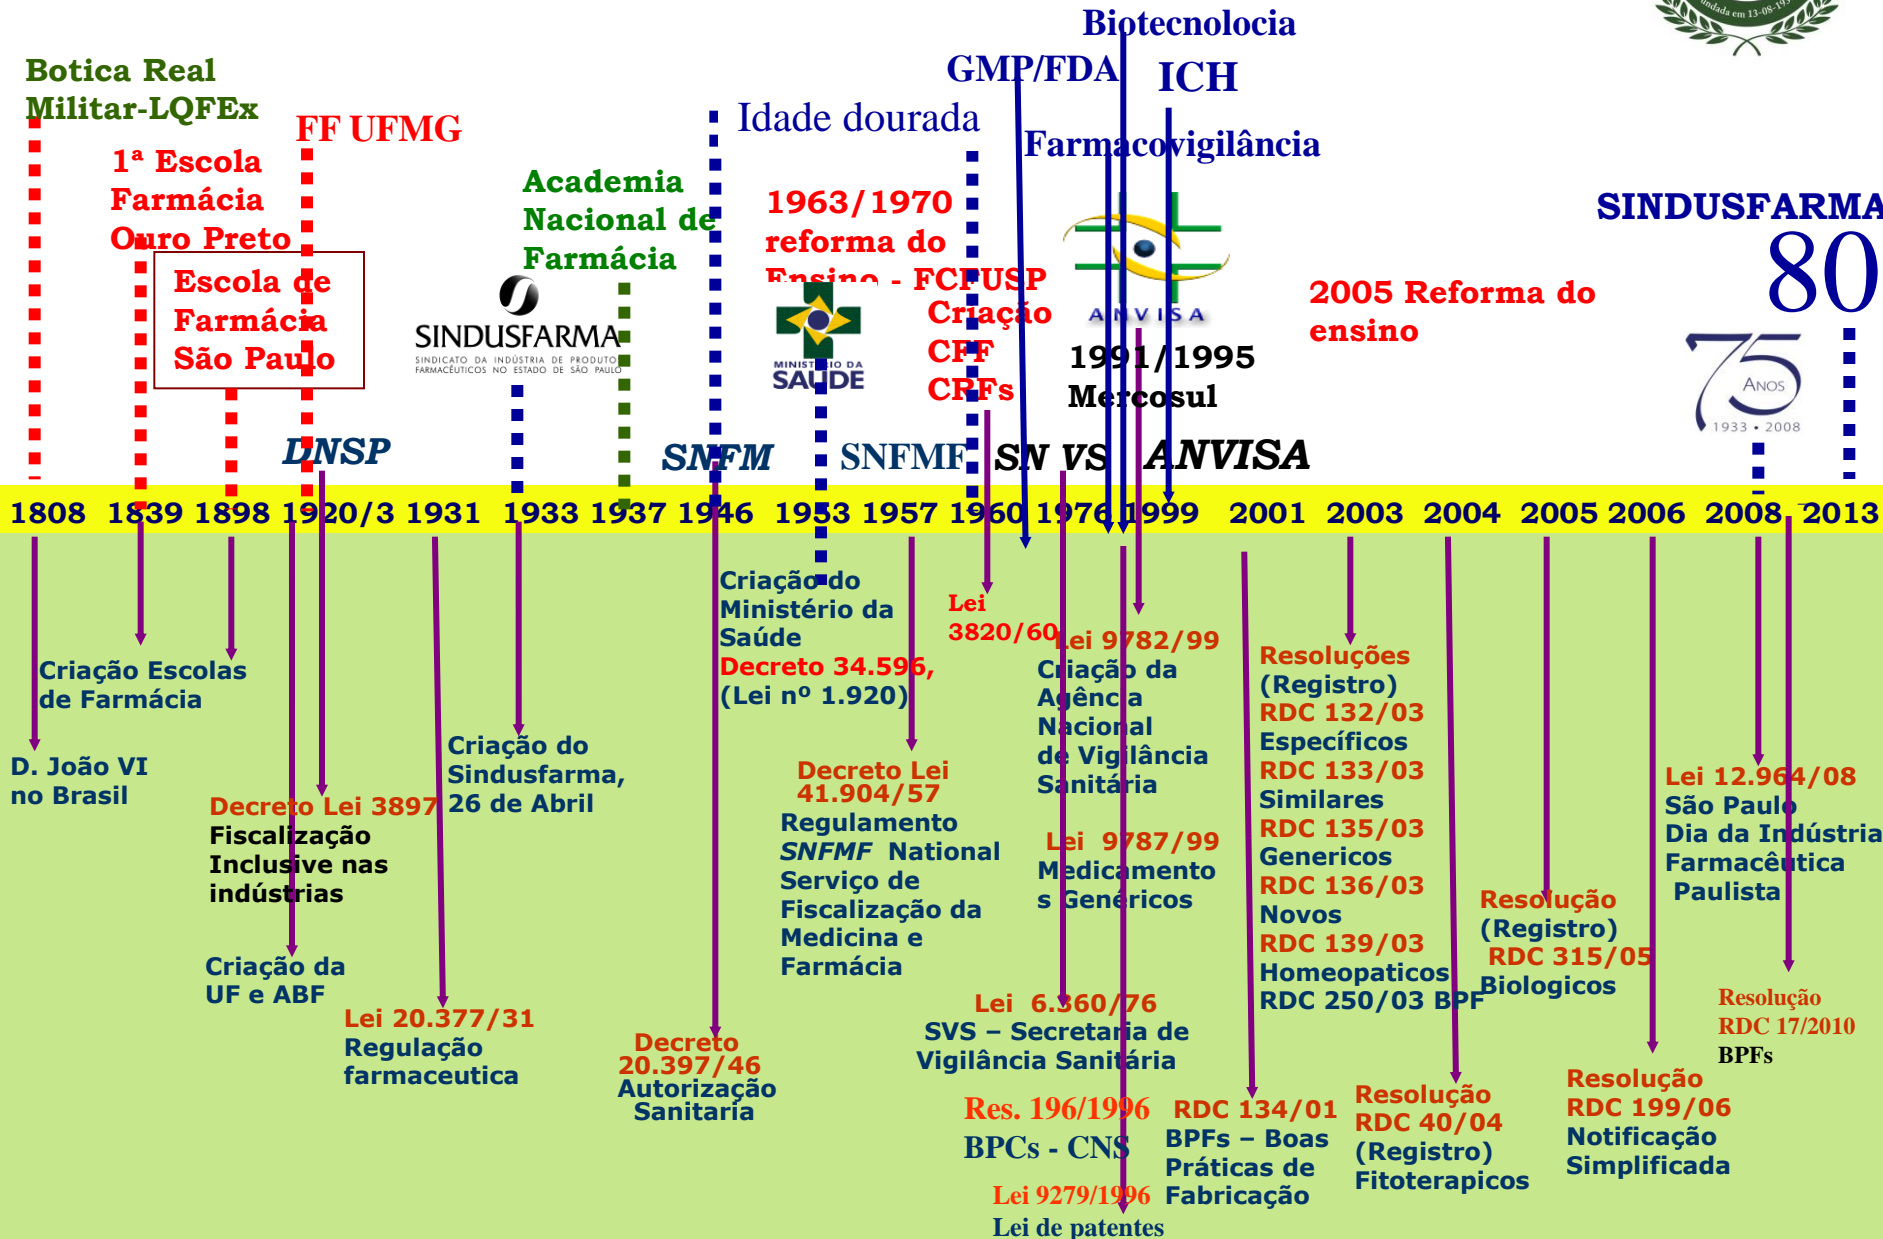 Fundada em 13-08-193
Biotecnolocia
GMP/FDA
ICH
Botica Real
Militar-LQFEx
FF UFMG
Idade dourada
Farmacovigilância
1ª Escola
Farmácia
Ouro Preto
Academia
Nacional de
Farmácia
1963/1970
reforma do
Ensino - FCFUSP
SINDUSFARMA
80
Escola de
Farmácia
São Paulo
SINDUSFARMA
SINDICATO DA INDÚSTRIA DE PRODUTOS
FARMACÊUTICOS NO ESTADO DE SÃO PAULO
MINISTÉRIO DA
SAÚDE
Criação
CFF
CRFs
ANVISA
1991/1995
Mercosul
2005 Reforma do
ensino
75
ANOS
1933 • 2008
DNSP
SNFM
SNFMF
SN VS
ANVISA
1808 1839 1898 1920/3 1931 1933 1937 1946 1953 1957 1960 1976 1999 2001 2003 2004 2005 2006 2008 2013
Criação Escolas
de Farmácia
D. João VI
no Brasil
Decreto Lei 3897
Fiscalização
Inclusive nas
indústrias
Criação da
UF e ABF
Lei 20.377/31
Regulação
farmaceutica
Criação do
Sindusfarma,
26 de Abril
Decreto
20.397/46
Autorização
Sanitaria
Criação do
Ministério da
Saúde
Decreto 34.596,
(Lei nº 1.920)
Decreto Lei
41.904/57
Regulamento
SNFMF National
Serviço de
Fiscalização da
Medicina e
Farmácia
Lei
3820/60
Lei 9782/99
Criação da
Agência
Nacional
de Vigilância
Sanitária
Lei 9787/99
Medicamento
s Genéricos
Lei 6.360/76
SVS – Secretaria de
Vigilância Sanitária
Res. 196/1996
BPCs - CNS
Lei 9279/1996
Lei de patentes
RDC 134/01
BPFs – Boas
Práticas de
Fabricação
Resoluções
(Registro)
RDC 132/03
Específicos
RDC 133/03
Similares
RDC 135/03
Genericos
RDC 136/03
Novos
RDC 139/03
Homeopaticos
RDC 250/03 BPF
Resolução
RDC 40/04
(Registro)
Fitoterapicos
Resolução
(Registro)
RDC 315/05
Biologicos
Resolução
RDC 199/06
Notificação
Simplificada
Lei 12.964/08
São Paulo
Dia da Indústria
Farmacêutica
Paulista
Resolução
RDC 17/2010
BPFs